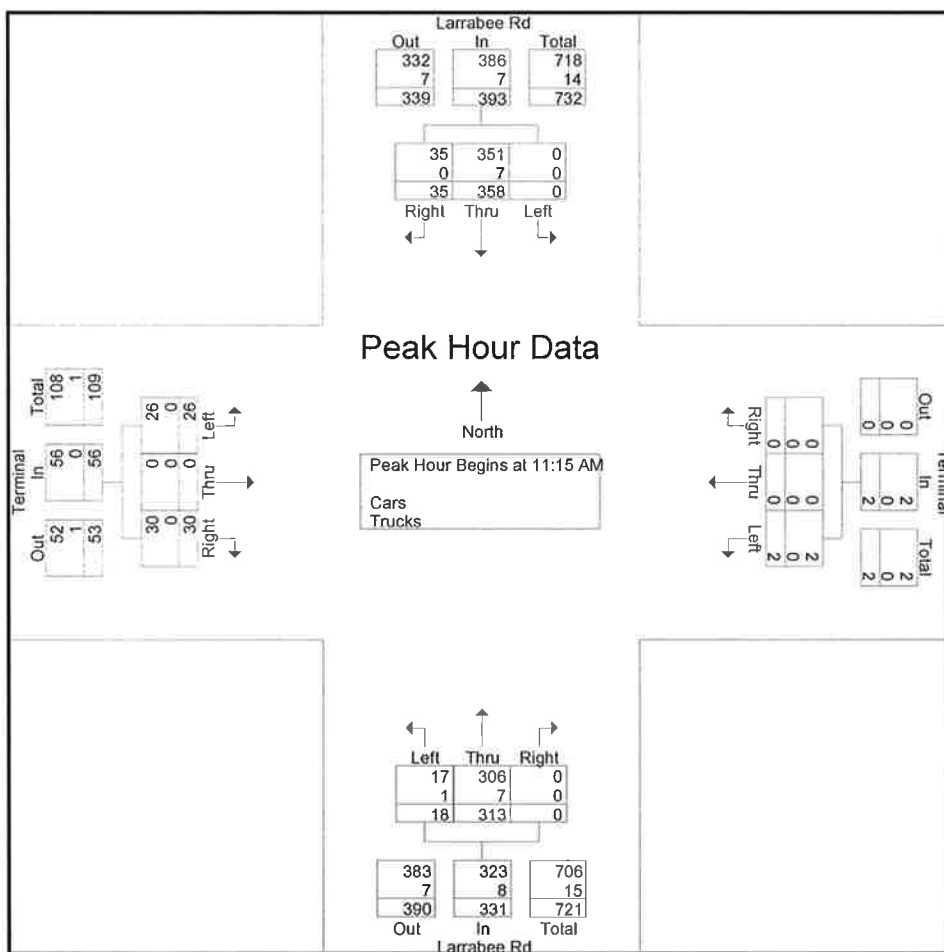 Larrabee Rd
Out In Total
332 386 718
7 7 14
339 393 732
35 351 0
0 7 0
35 358 0
Right Thru Left
Peak Hour Data
North
Peak Hour Begins at 11:15 AM
Cars
Trucks
Terminal
Total In Out
108 56 52
1 0 1
109 56 53
26 0 30
0 0 0
26 0 30
Left Thru Right
Right Thru Left
0 0 2
0 0 0
0 0 2
Out In Total
0 2 2
0 0 0
0 2 2
Terminal
Left Thru Right
17 306 0
1 7 0
18 313 0
383 323 706
7 8 15
390 331 721
Out In Total
Larrabee Rd